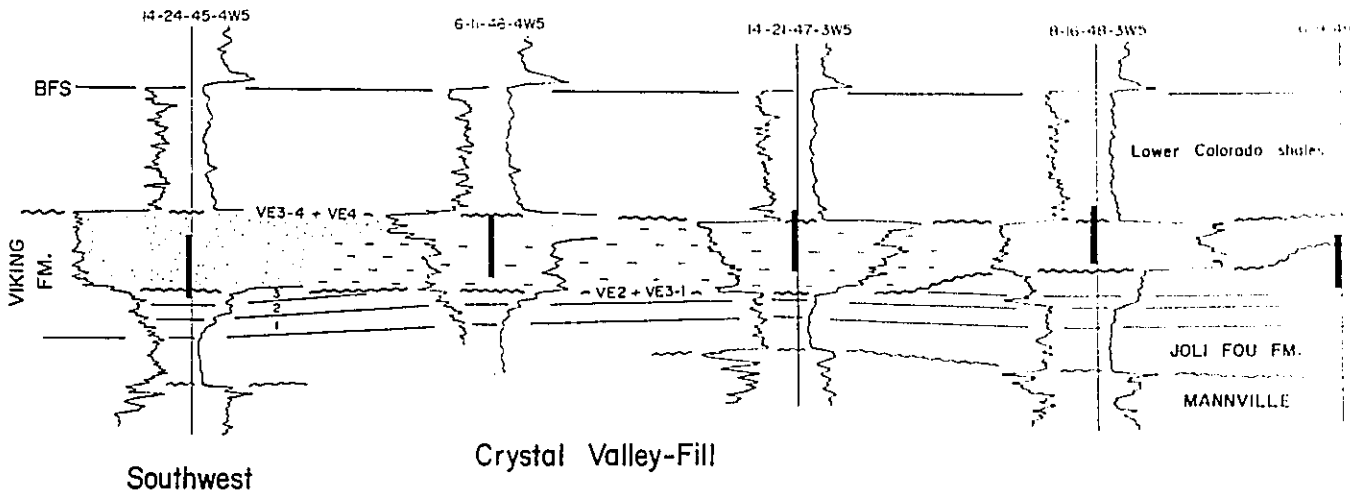 14-24-45-4W5
6-11-46-4W5
14-21-47-3W5
8-16-48-3W5
BFS
Lower Colorado shales
VE3-4 + VE4
VIKING
FM.
3
VE2 + VE3-1
2
1
JOLI FOU FM.
MANNVILLE
Crystal Valley-Fill
Southwest